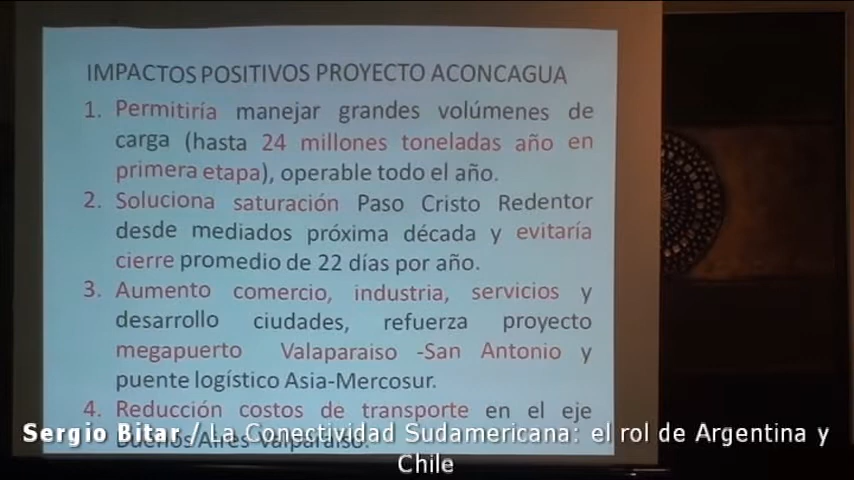 IMPACTOS POSITIVOS PROYECTO ACONCAGUA
1. Permitiría manejar grandes volúmenes de
carga (hasta 24 millones toneladas año en
primera etapa), operable todo el año.
2. Soluciona saturación Paso Cristo Redentor
desde mediados próxima década y evitaría
cierre promedio de 22 días por año.
3. Aumento comercio, industria, servicios y
desarrollo ciudades, refuerza proyecto
megapuerto Valaparaiso -San Antonio y
puente logístico Asia-Mercosur.
4. Reducción costos de transporte en el eje
Buenos Aires-Valparaíso.
Sergio Bitar / La Conectividad Sudamericana: el rol de Argentina y
Chile